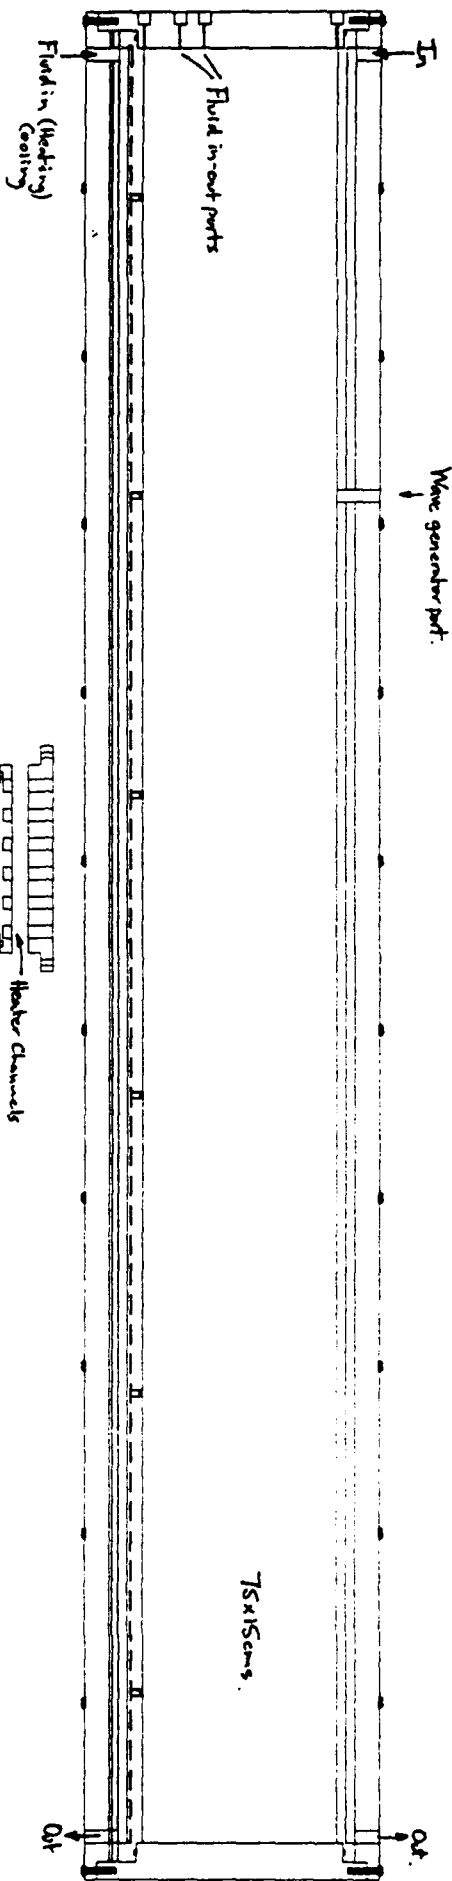 In
Wave generator port.
Out.
Fluid in-out ports
75x15cms.
Fluid in (Heating)
Cooling
Out
Heater Channels